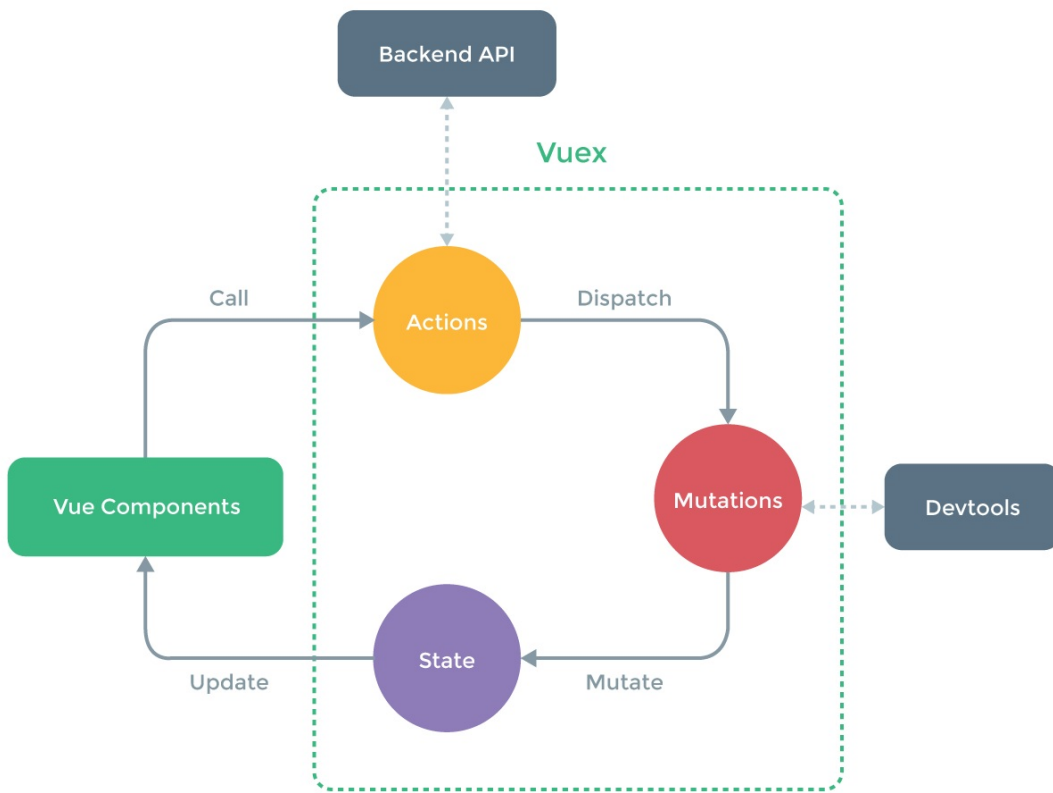 Backend API
Vuex
Call
Actions
Dispatch
Vue Components
Mutations
Devtools
State
Update
Mutate